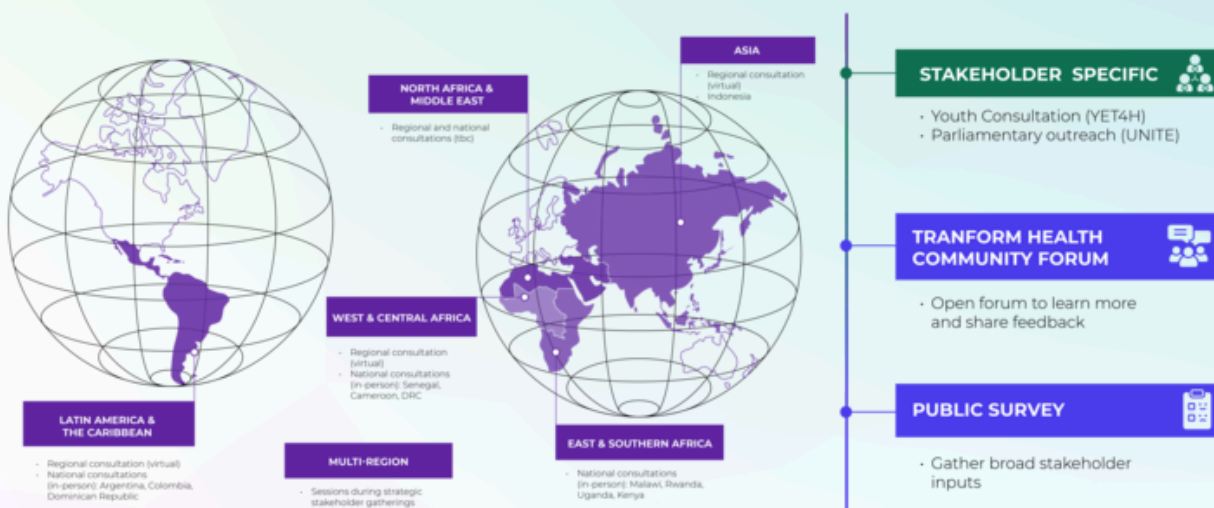 NORTH AFRICA &
MIDDLE EAST
• Regional and national
consultations (tbc)
ASIA
• Regional consultation
(virtual)
• Indonesia
WEST & CENTRAL AFRICA
• Regional consultation
(virtual)
• National consultations
(in-person): Senegal,
Cameroon, DRC
LATIN AMERICA &
THE CARIBBEAN
• Regional consultation (virtual)
• National consultations
(in-person): Argentina, Colombia,
Dominican Republic
MULTI-REGION
• Sessions during strategic
stakeholder gatherings
EAST & SOUTHERN AFRICA
• National consultations
(in-person): Malawi, Rwanda,
Uganda, Kenya
STAKEHOLDER SPECIFIC
• Youth Consultation (YET4H)
• Parliamentary outreach (UNITE)
TRANFORM HEALTH
COMMUNITY FORUM
• Open forum to learn more
and share feedback
PUBLIC SURVEY
• Gather broad stakeholder
inputs